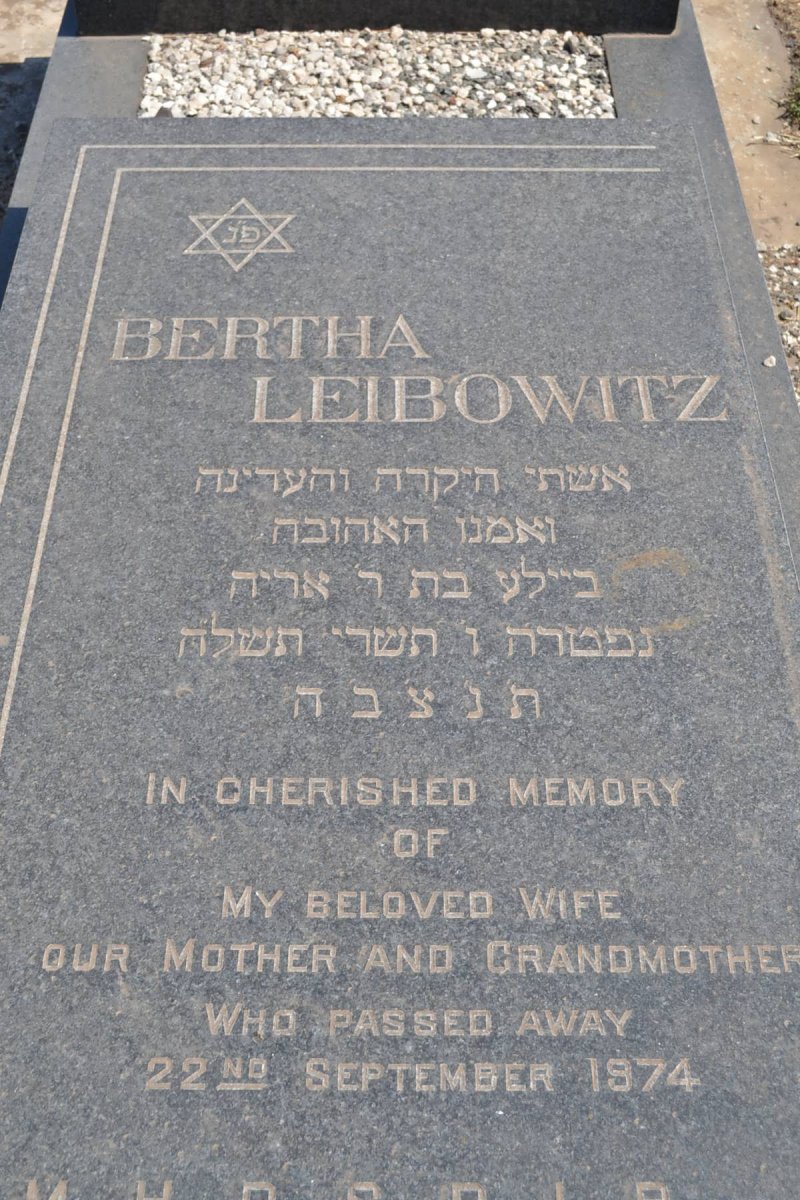 פנ
BERTHA
LEIBOWITZ
אשתי היקרה והעדינה
ואמנו האהובה
ביילע בת ר אריה
נפטרה ו תשרי תשלה
ת נ צ ב ה
IN CHERISHED MEMORY
OF
MY BELOVED WIFE
OUR MOTHER AND GRANDMOTHER
WHO PASSED AWAY
22ND SEPTEMBER 1974